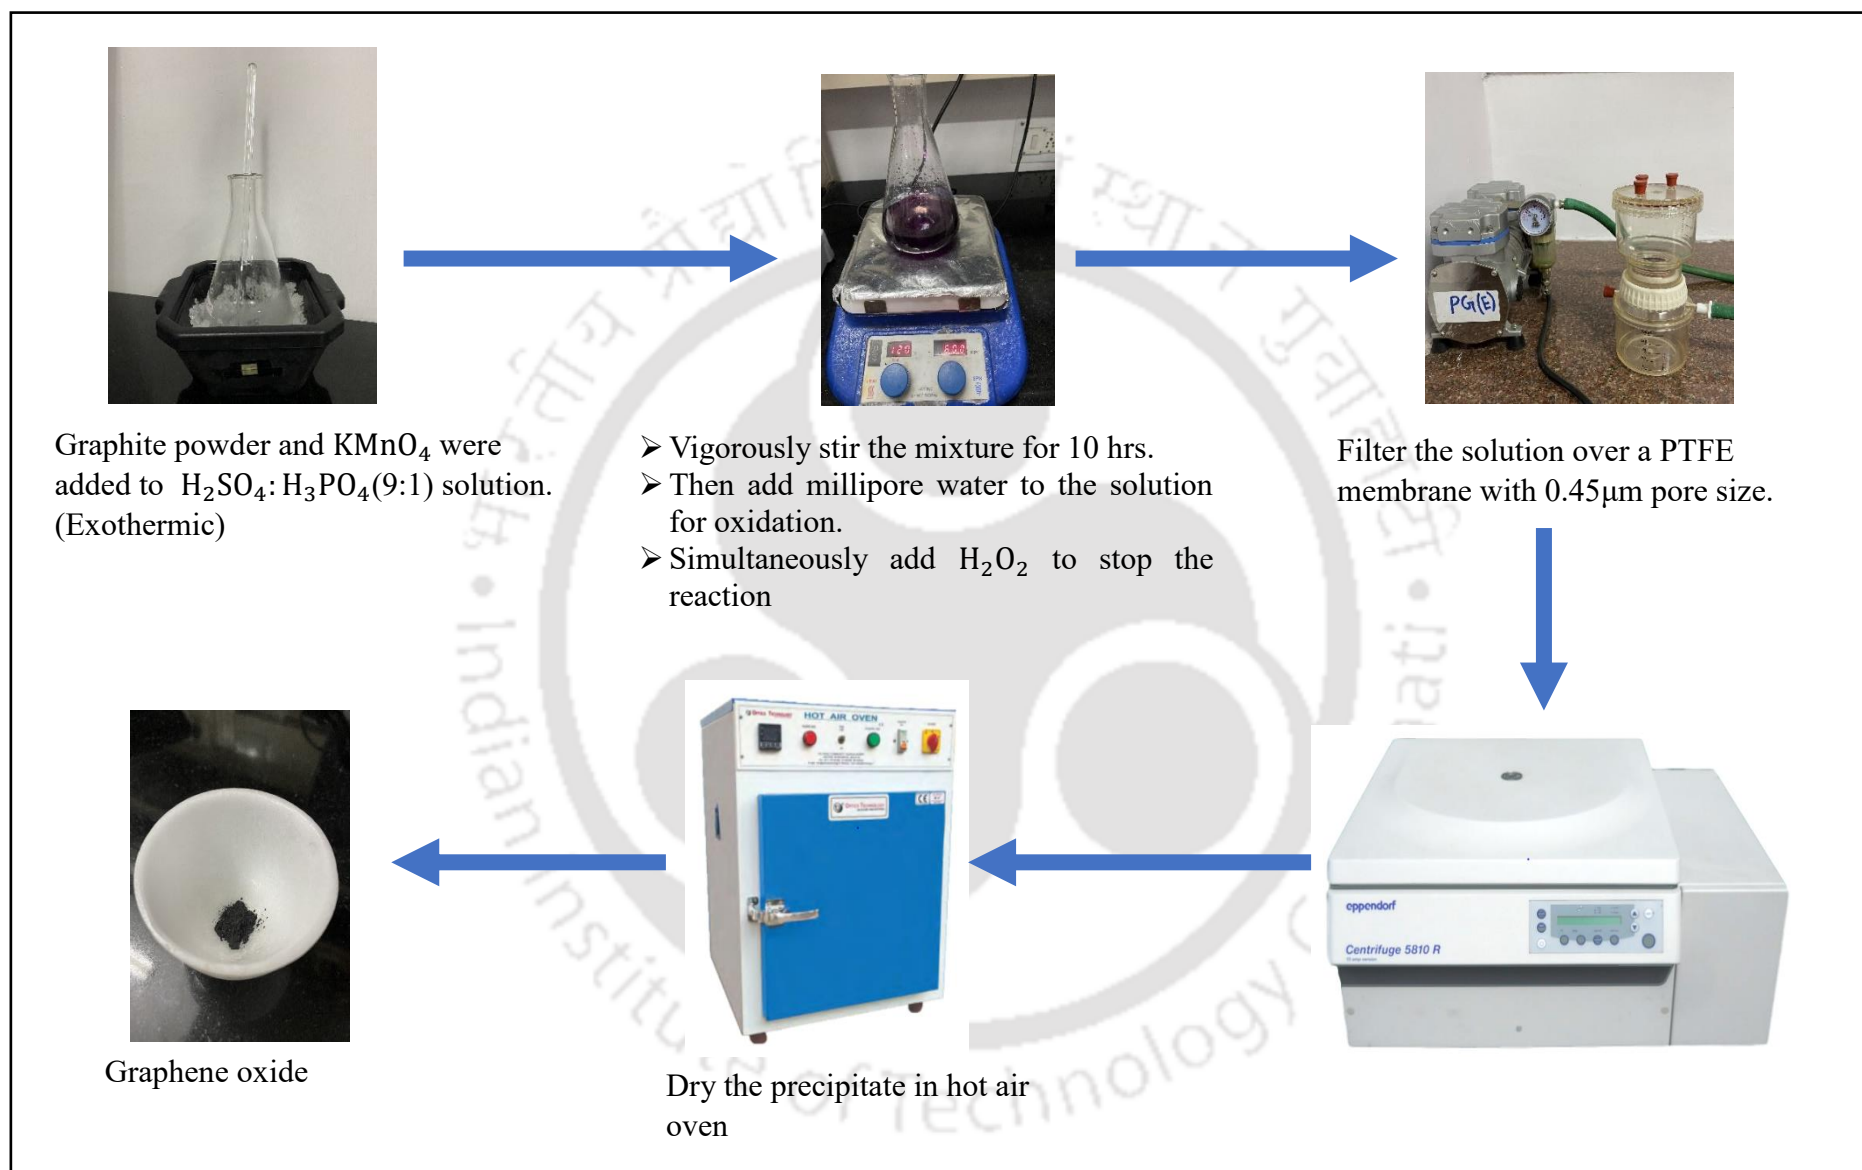 PG(E)
120
600
Graphite powder and KMnO₄ were
added to H₂SO₄: H₃PO₄(9:1) solution.
(Exothermic)
➢ Vigorously stir the mixture for 10 hrs.
➢ Then add millipore water to the solution
for oxidation.
➢ Simultaneously add H₂O₂ to stop the
reaction
Filter the solution over a PTFE
membrane with 0.45μm pore size.
HOT AIR OVEN
eppendorf
Centrifuge 5810 R
Graphene oxide
Dry the precipitate in hot air
oven
Indian Institute of Technology